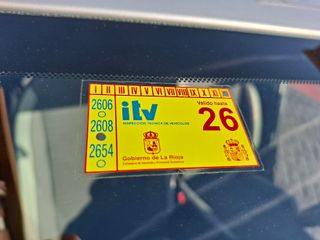 I II III IV V VI VII VIII IX X XI
2606
2608
2654
itv
INSPECCIÓN TÉCNICA DE VEHÍCULOS
Válido hasta
26
Gobierno de La Rioja